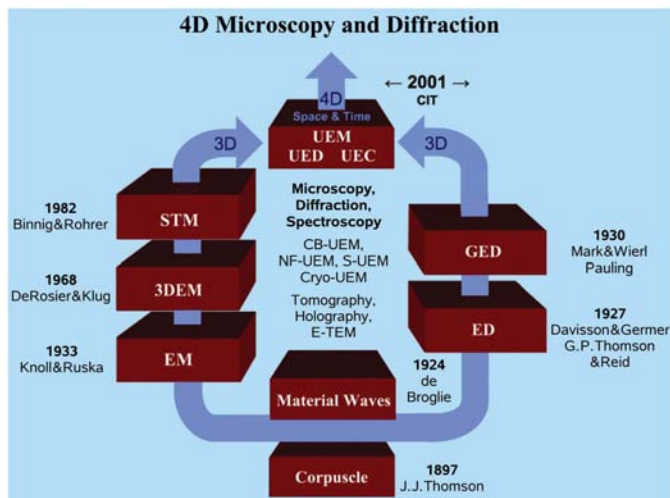 4D Microscopy and Diffraction
← 2001 →
CIT
4D
Space & Time
UEM
UED UEC
3D
3D
1982
Binnig&Rohrer
STM
1968
DeRosier&Klug
3DEM
1933
Knoll&Ruska
EM
Microscopy,
Diffraction,
Spectroscopy
CB-UEM,
NF-UEM, S-UEM
Cryo-UEM
Tomography,
Holography,
E-TEM
GED
1930
Mark&Wierl
Pauling
ED
1927
Davisson&Germer
G.P.Thomson
&Reid
Material Waves
1924
de
Broglie
Corpuscle
1897
J.J.Thomson